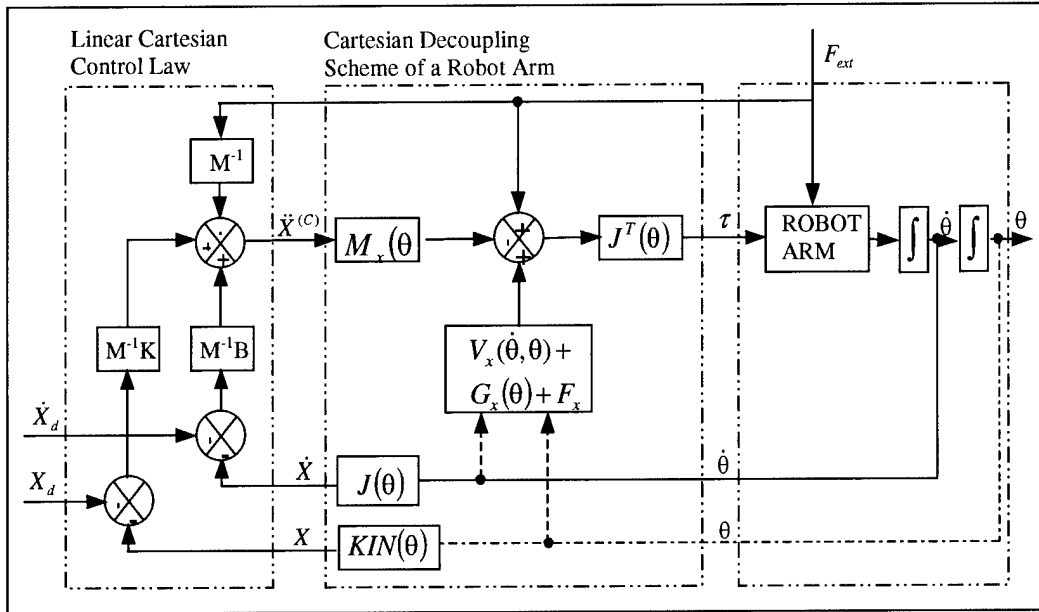 Linear Cartesian
Control Law
Cartesian Decoupling
Scheme of a Robot Arm
F_ext
M⁻¹
Ẍ^(C)
M_x(θ
J^T(θ)
τ
ROBOT
ARM
∫
θ̇
∫
θ
M⁻¹K
M⁻¹B
V_x(θ̇,θ) +
G_x(θ) + F_x
Ẋ_d
Ẋ
J(θ)
θ̇
X_d
X
KIN(θ)
θ